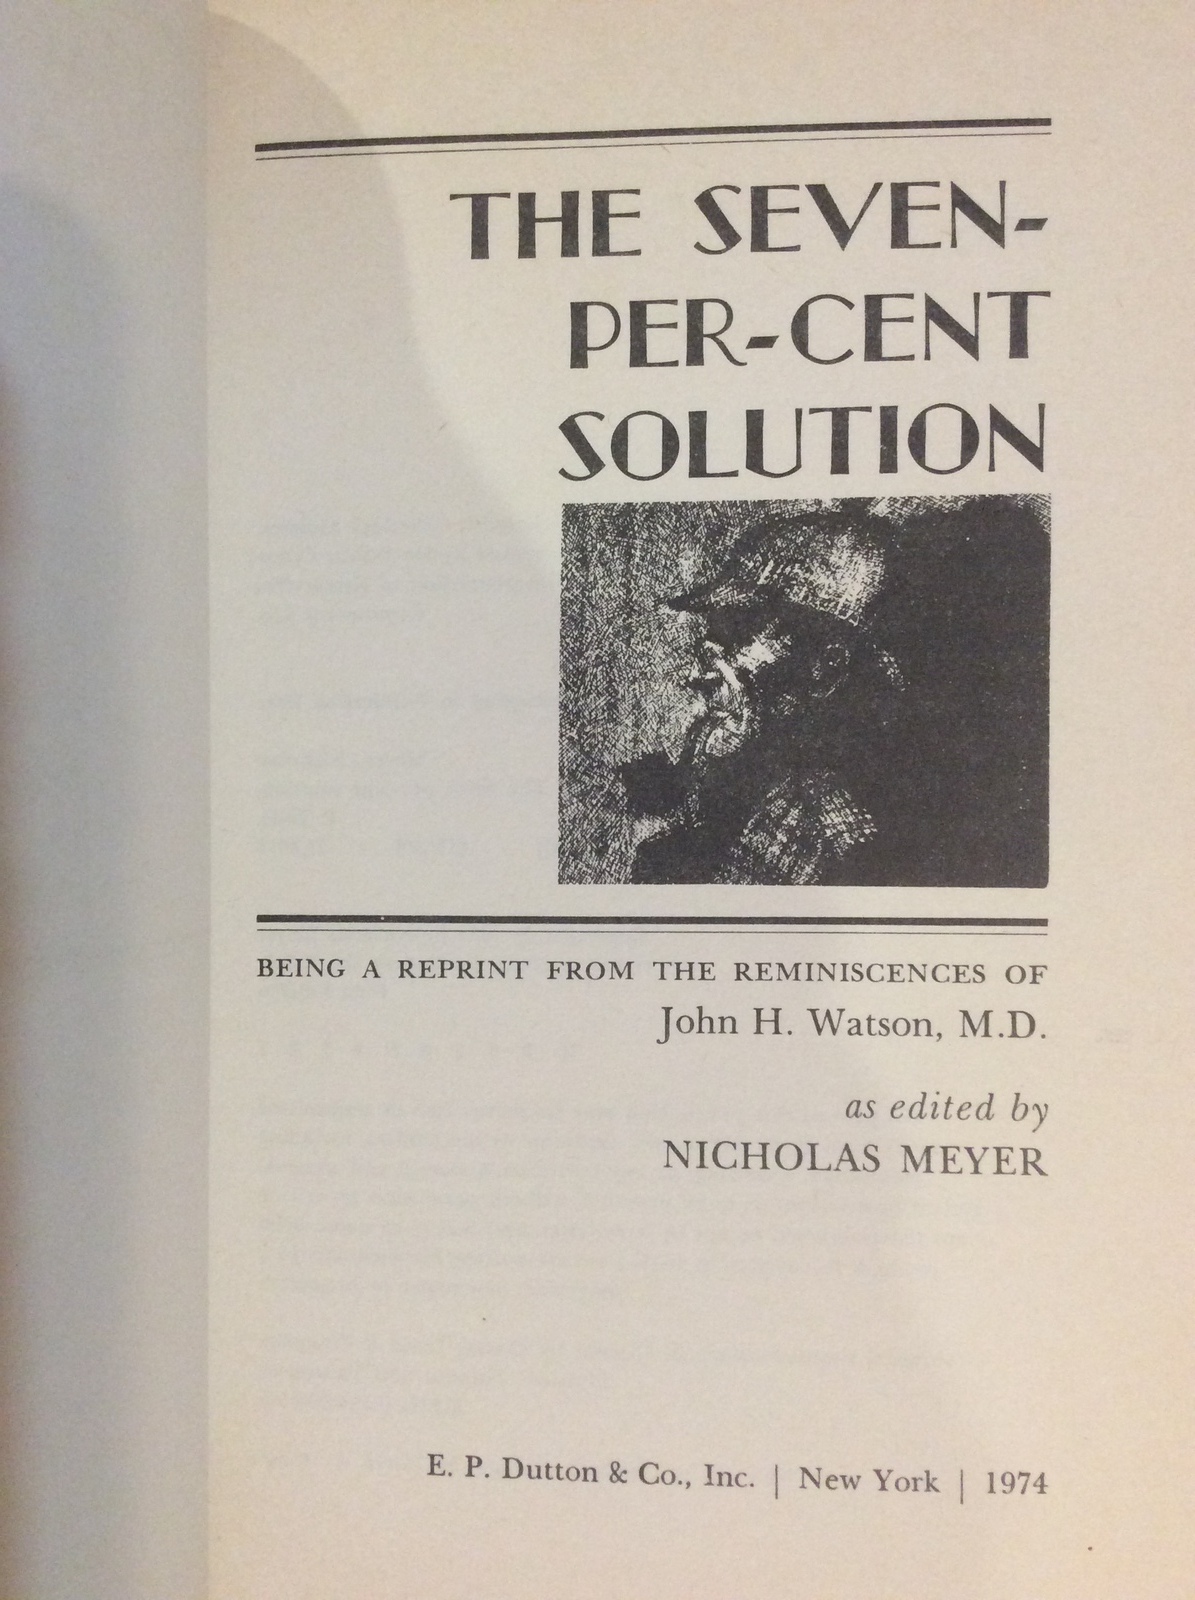 THE SEVEN-
PER-CENT
SOLUTION
BEING A REPRINT FROM THE REMINISCENCES OF
John H. Watson, M.D.
as edited by
NICHOLAS MEYER
E. P. Dutton & Co., Inc. | New York | 1974